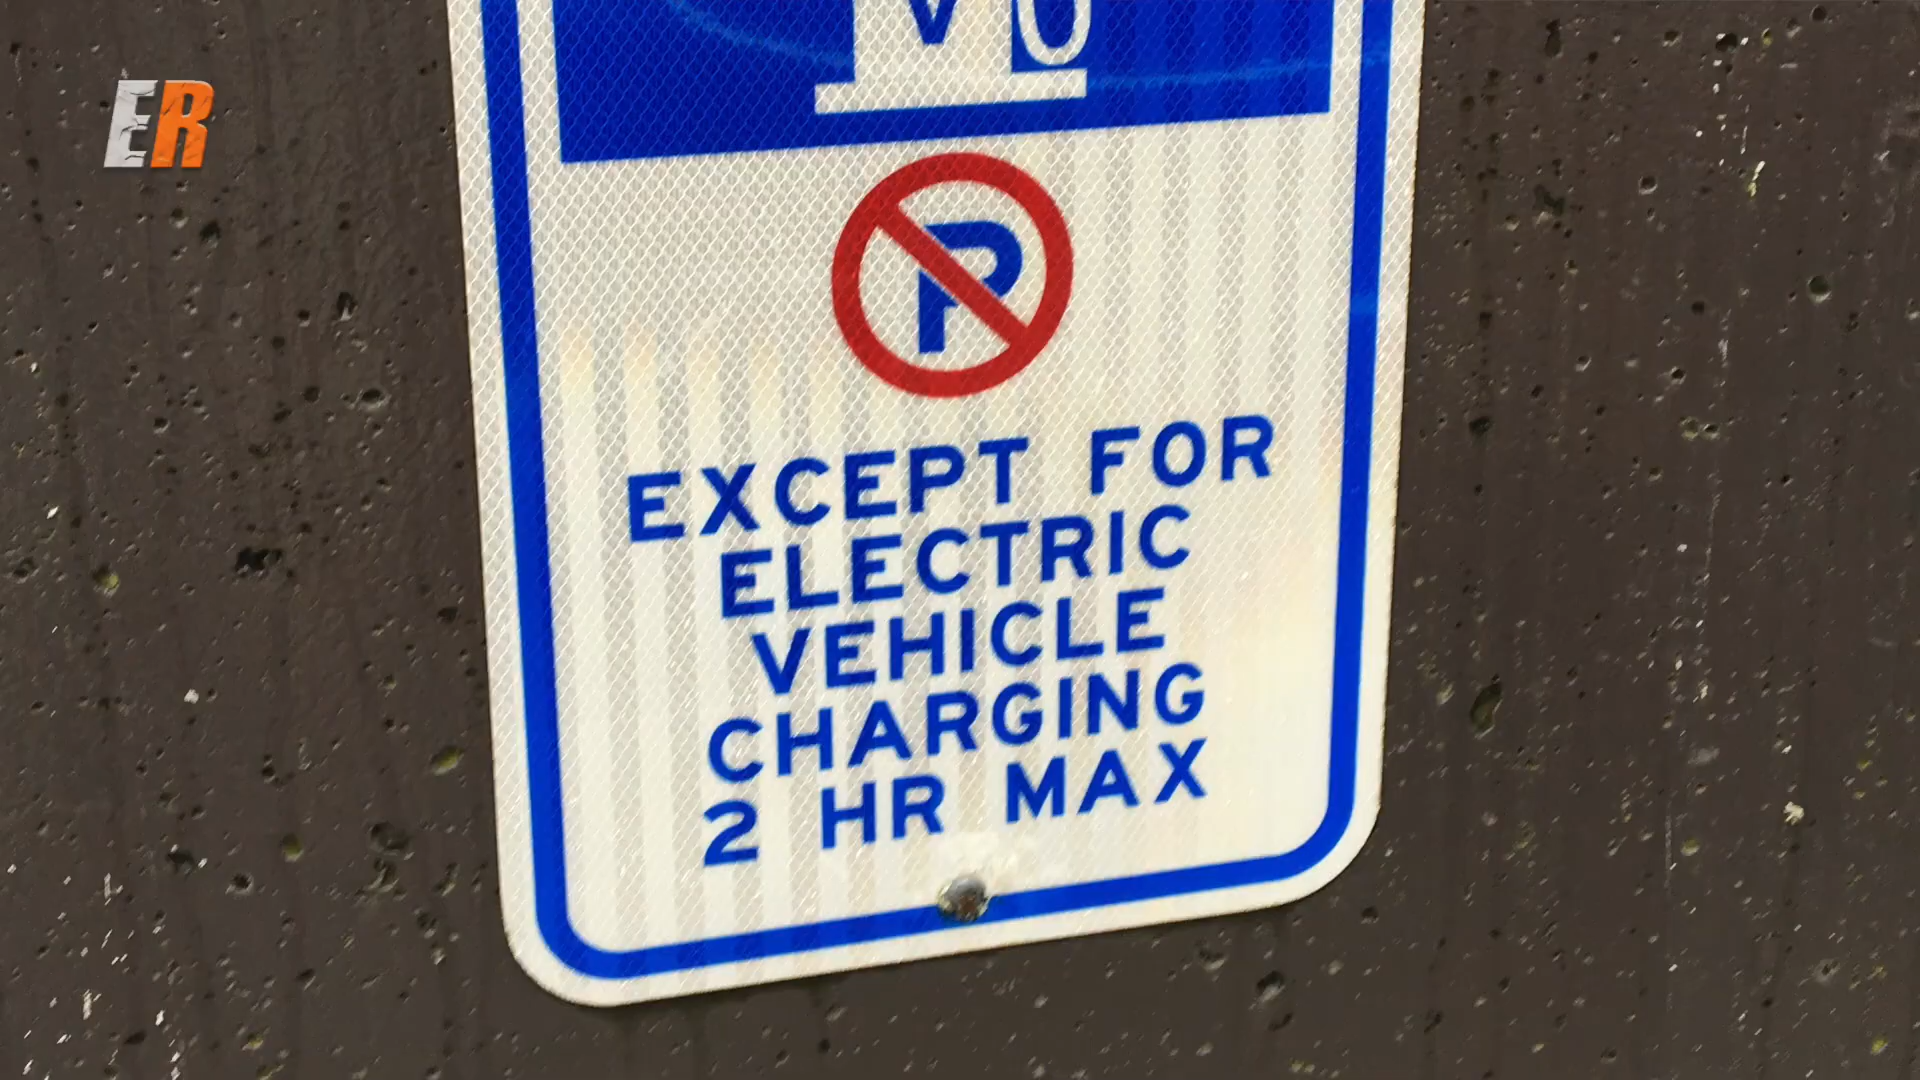 ER
P
EXCEPT FOR
ELECTRIC
VEHICLE
CHARGING
2 HR MAX